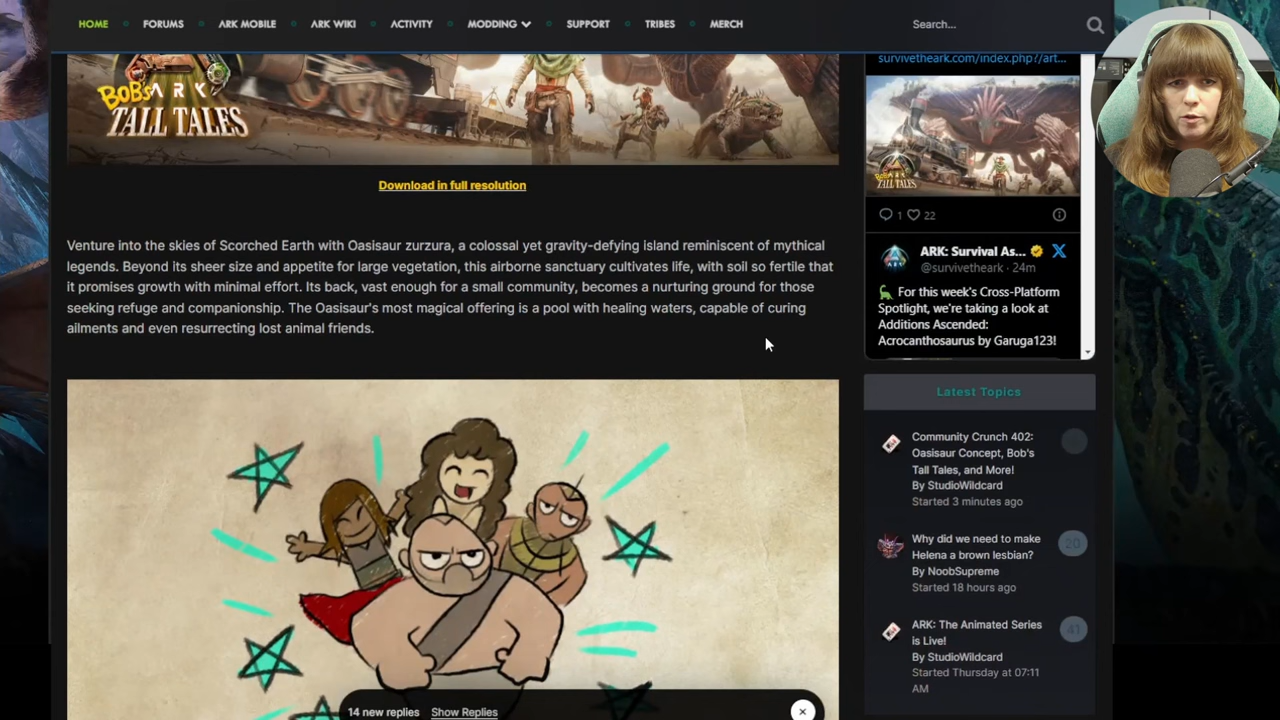 HOME
FORUMS
ARK MOBILE
ARK WIKI
ACTIVITY
MODDING
SUPPORT
TRIBES
MERCH
Search...
BOB'S ARK
TALL TALES
Download in full resolution
Venture into the skies of Scorched Earth with Oasisaur zurzura, a colossal yet gravity-defying island reminiscent of mythical
legends. Beyond its sheer size and appetite for large vegetation, this airborne sanctuary cultivates life, with soil so fertile that
it promises growth with minimal effort. Its back, vast enough for a small community, becomes a nurturing ground for those
seeking refuge and companionship. The Oasisaur's most magical offering is a pool with healing waters, capable of curing
ailments and even resurrecting lost animal friends.
14 new replies Show Replies
survivetheark.com/index.php?/art...
TALL TALES
1 22
ARK: Survival As...
@survivetheark · 24m
For this week's Cross-Platform
Spotlight, we're taking a look at
Additions Ascended:
Acrocanthosaurus by Garuga123!
Latest Topics
Community Crunch 402:
Oasisaur Concept, Bob's
Tall Tales, and More!
By StudioWildcard
Started 3 minutes ago
Why did we need to make
Helena a brown lesbian?
By NoobSupreme
Started 18 hours ago
20
ARK: The Animated Series
is Live!
By StudioWildcard
Started Thursday at 07:11
AM
41